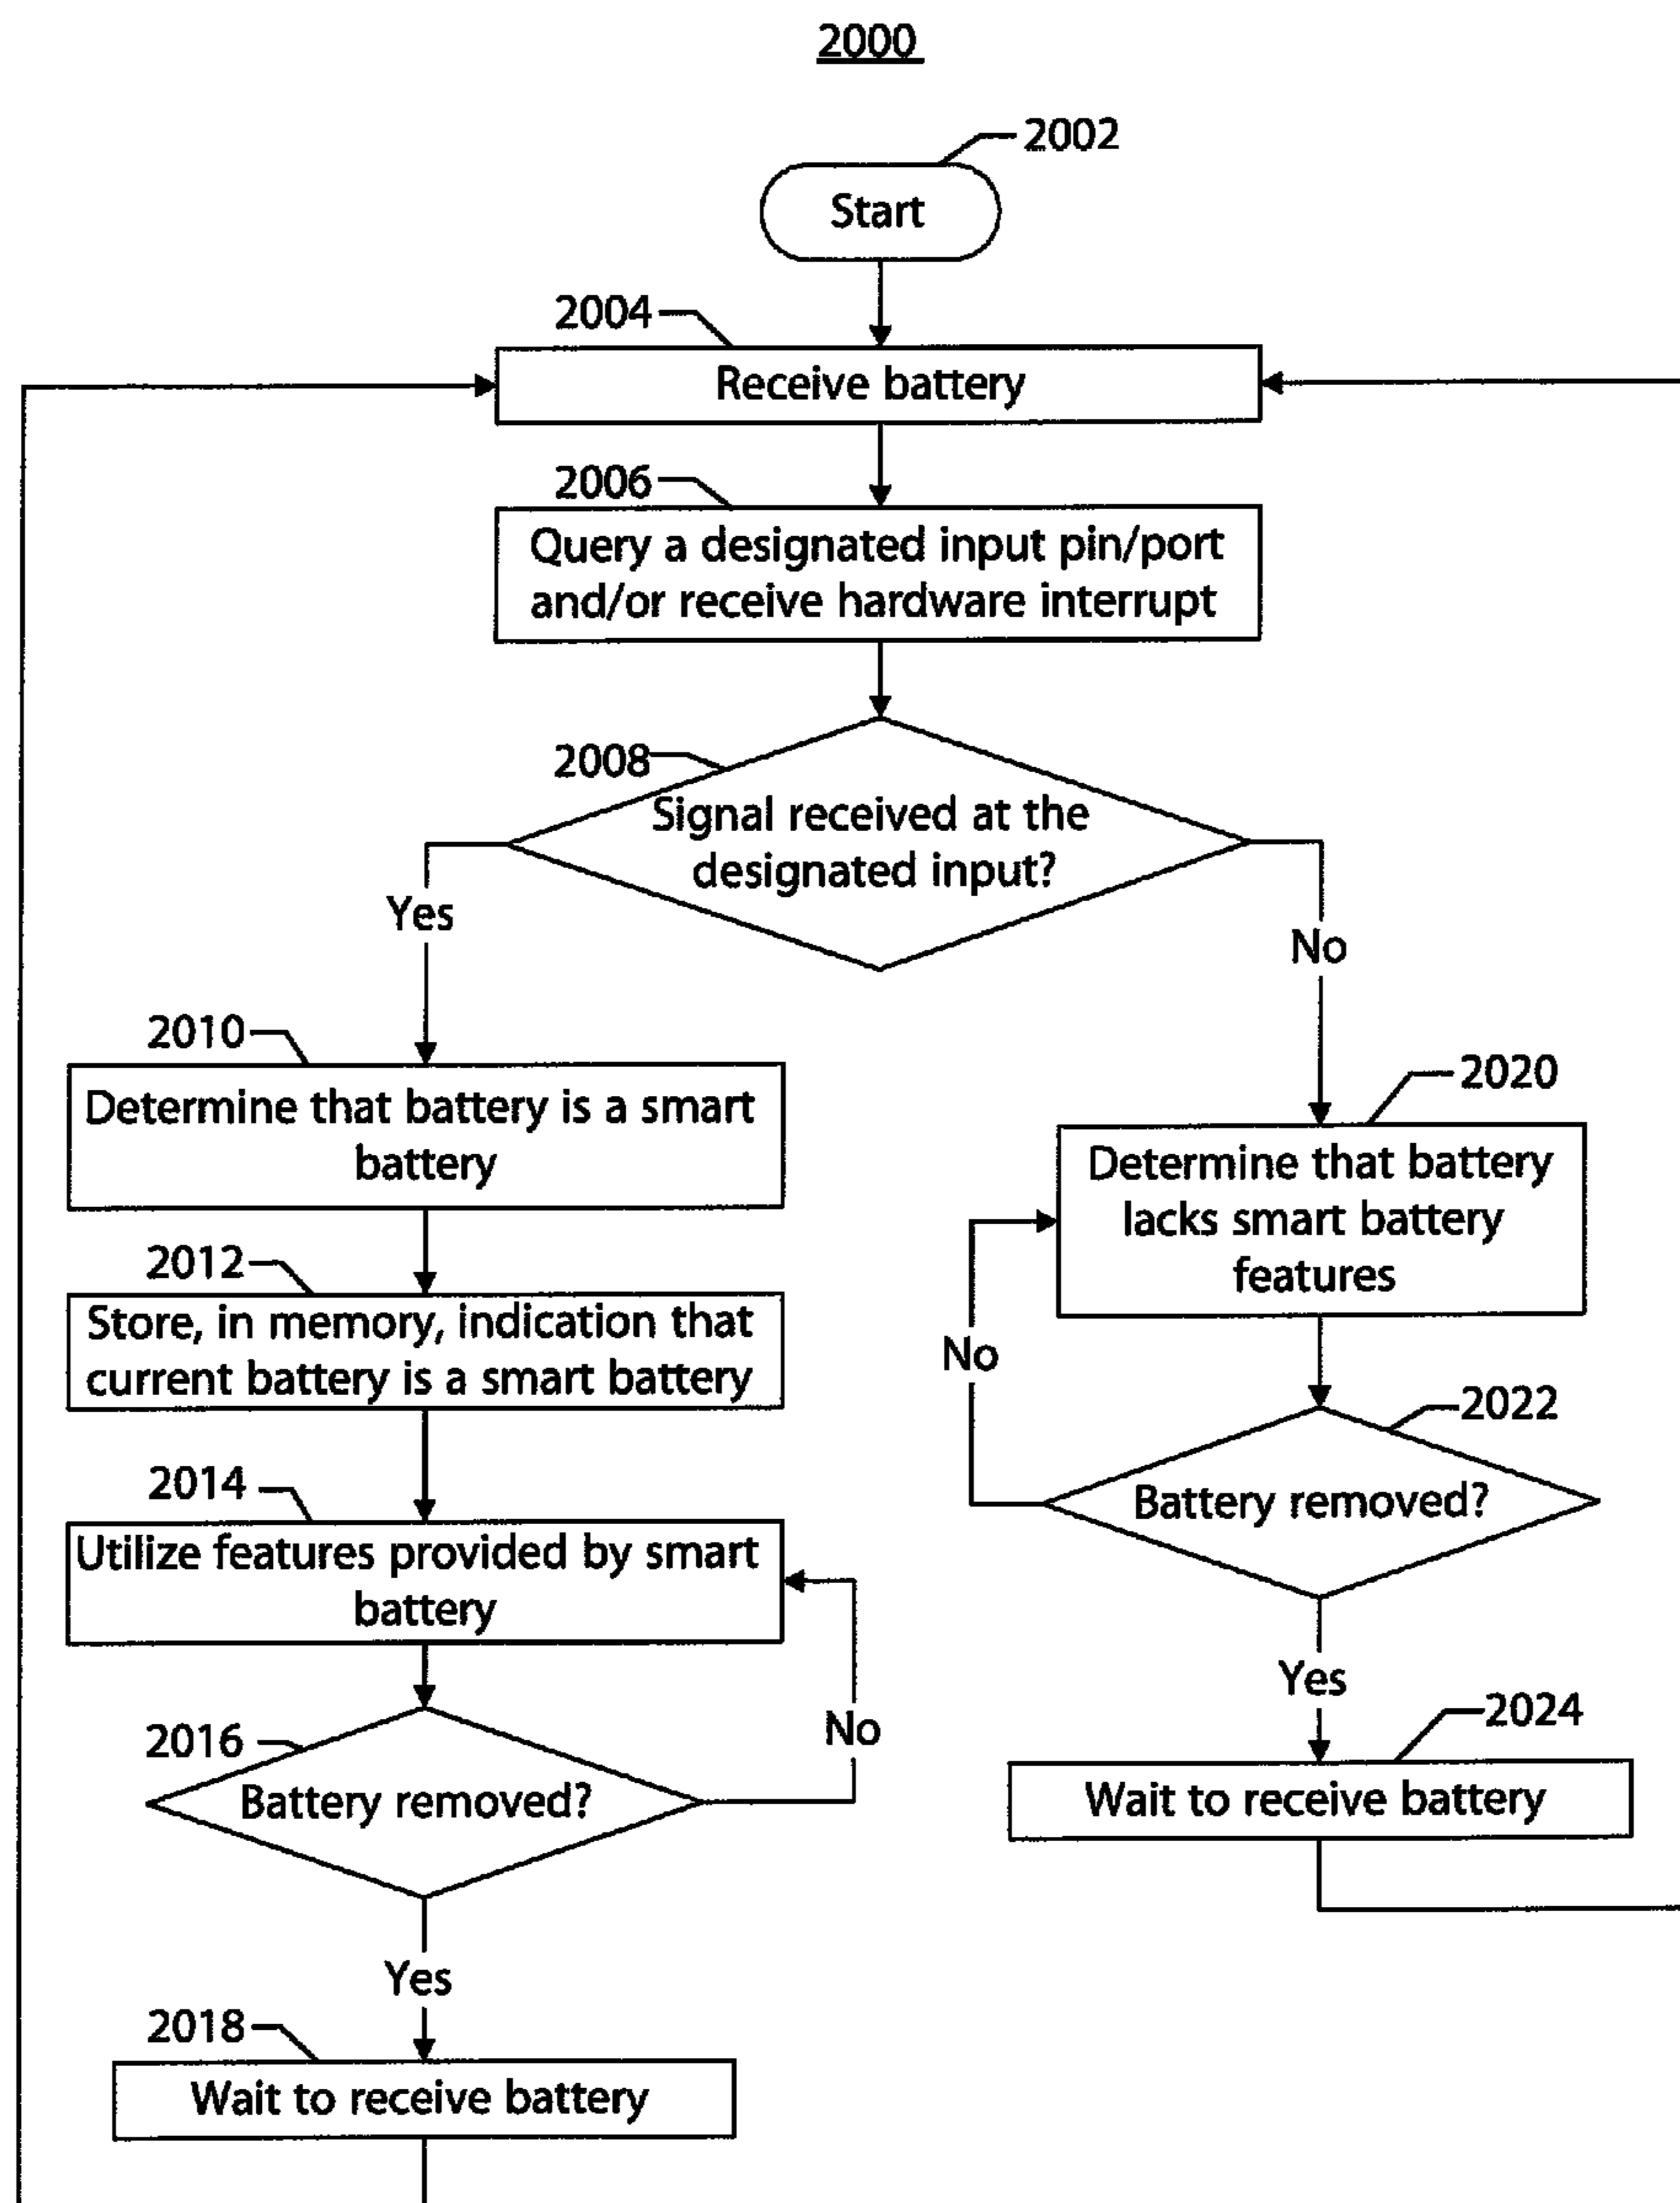 2000
2002
Start
2004
Receive battery
2006
Query a designated input pin/port
and/or receive hardware interrupt
2008
Signal received at the
designated input?
Yes
No
2010
Determine that battery is a smart
battery
2020
Determine that battery
lacks smart battery
features
2012
Store, in memory, indication that
current battery is a smart battery
No
2022
Battery removed?
2014
Utilize features provided by smart
battery
No
Yes
2016
Battery removed?
2024
Wait to receive battery
Yes
2018
Wait to receive battery